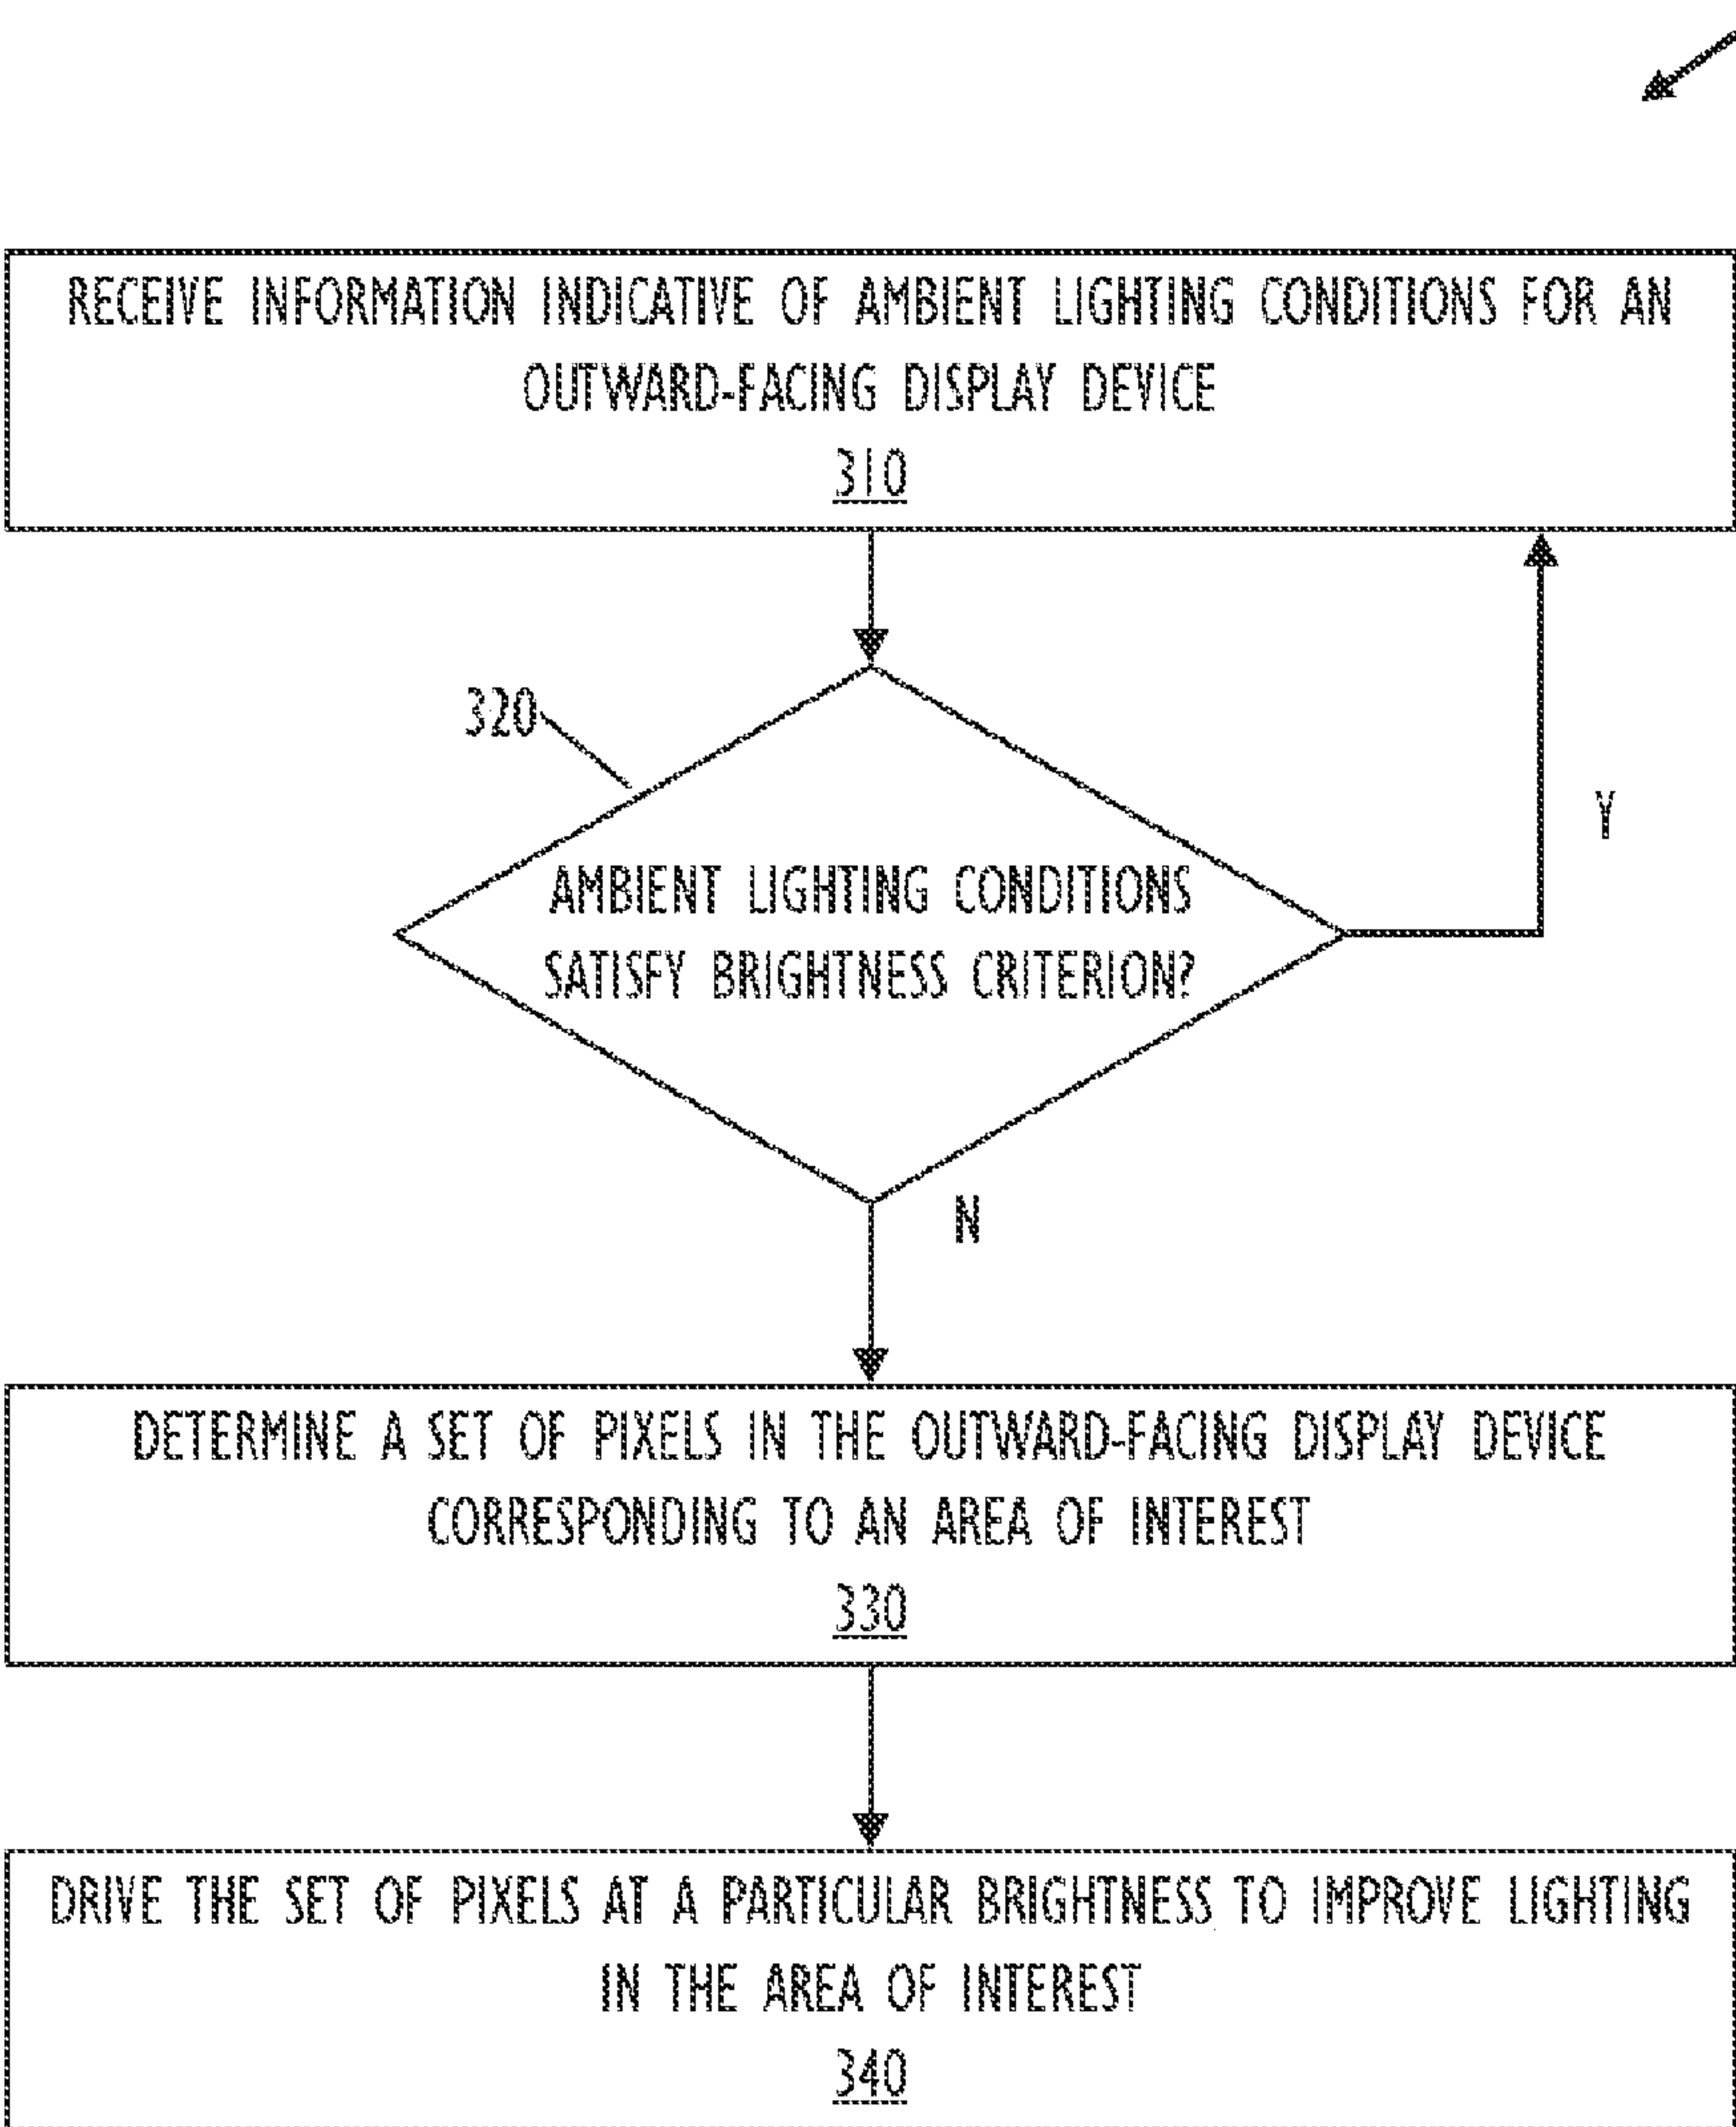 RECEIVE INFORMATION INDICATIVE OF AMBIENT LIGHTING CONDITIONS FOR AN
OUTWARD-FACING DISPLAY DEVICE
310
320
AMBIENT LIGHTING CONDITIONS
SATISFY BRIGHTNESS CRITERION?
Y
N
DETERMINE A SET OF PIXELS IN THE OUTWARD-FACING DISPLAY DEVICE
CORRESPONDING TO AN AREA OF INTEREST
330
DRIVE THE SET OF PIXELS AT A PARTICULAR BRIGHTNESS TO IMPROVE LIGHTING
IN THE AREA OF INTEREST
340